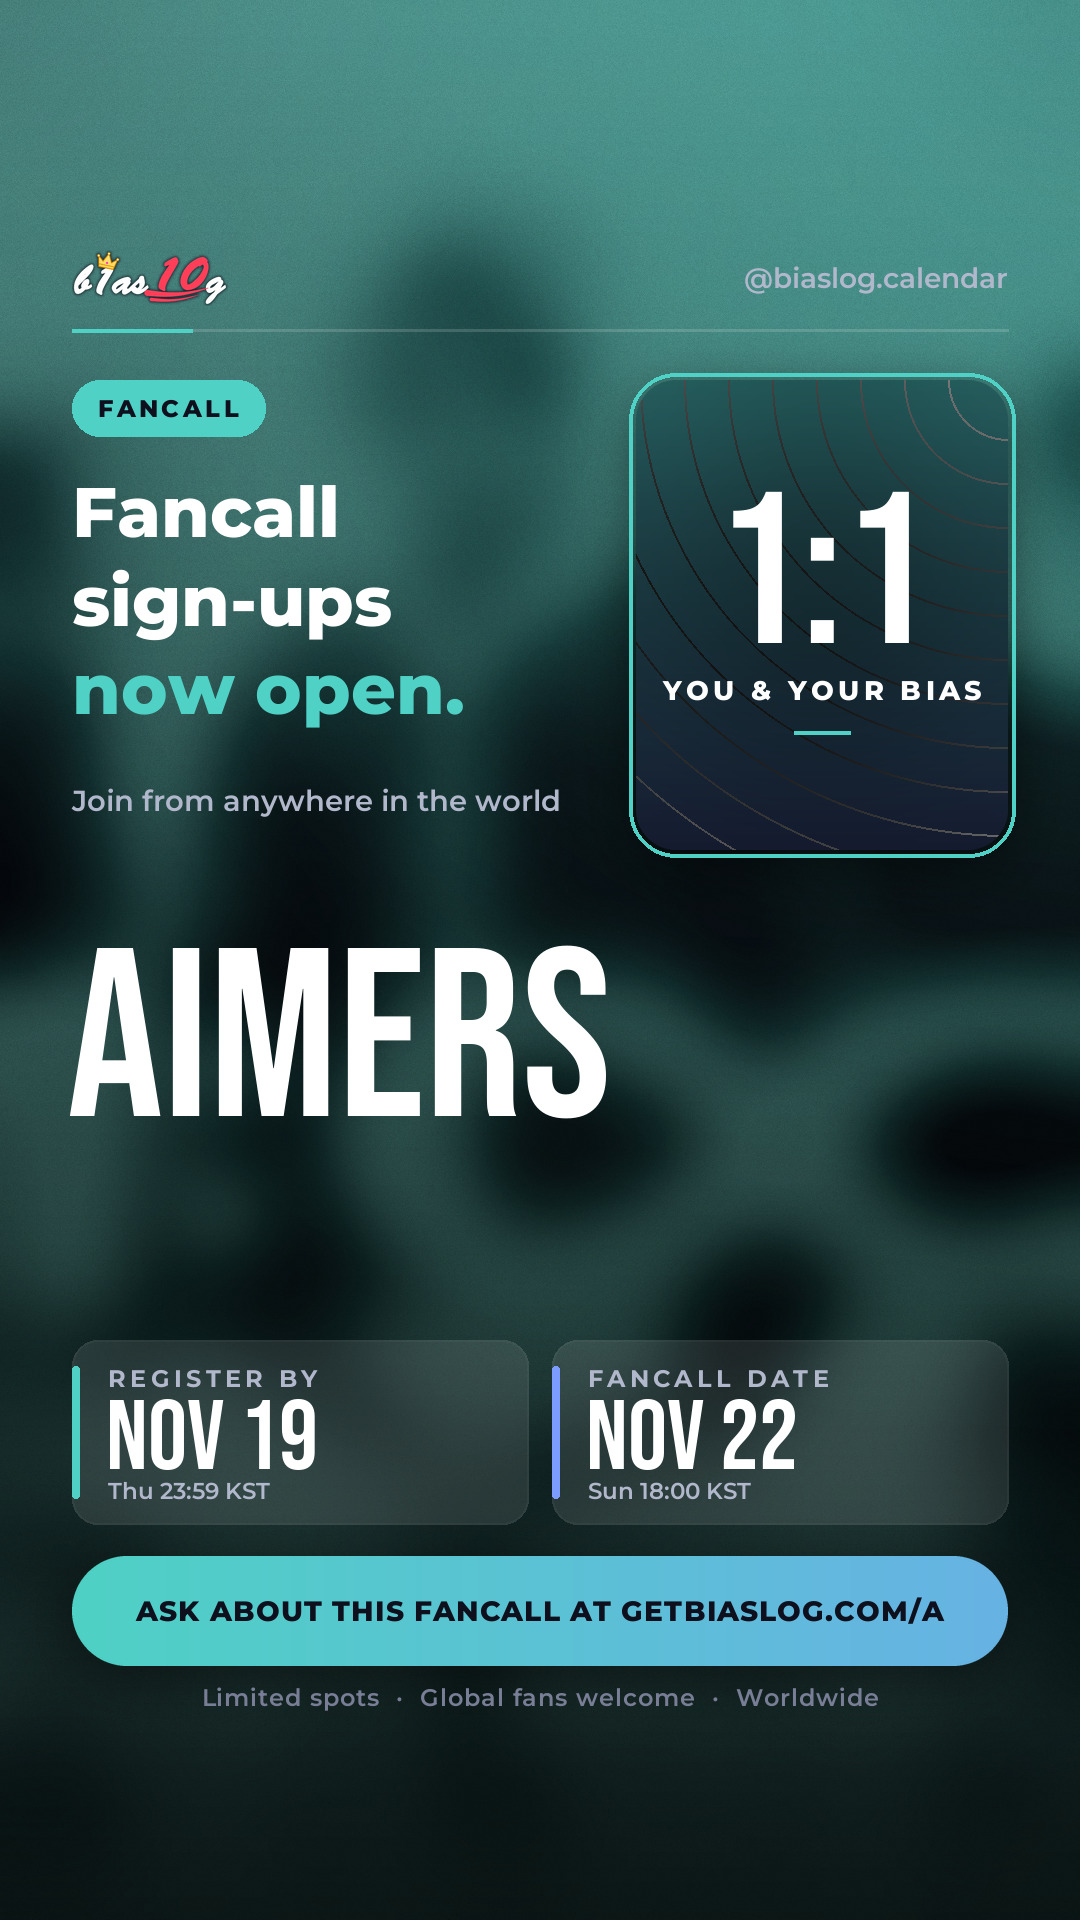 b1as10g
@biaslog.calendar
FANCALL
Fancall
sign-ups
now open.
Join from anywhere in the world
1:1
YOU & YOUR BIAS
AIMERS
REGISTER BY
NOV 19
Thu 23:59 KST
FANCALL DATE
NOV 22
Sun 18:00 KST
ASK ABOUT THIS FANCALL AT GETBIASLOG.COM/A
Limited spots · Global fans welcome · Worldwide